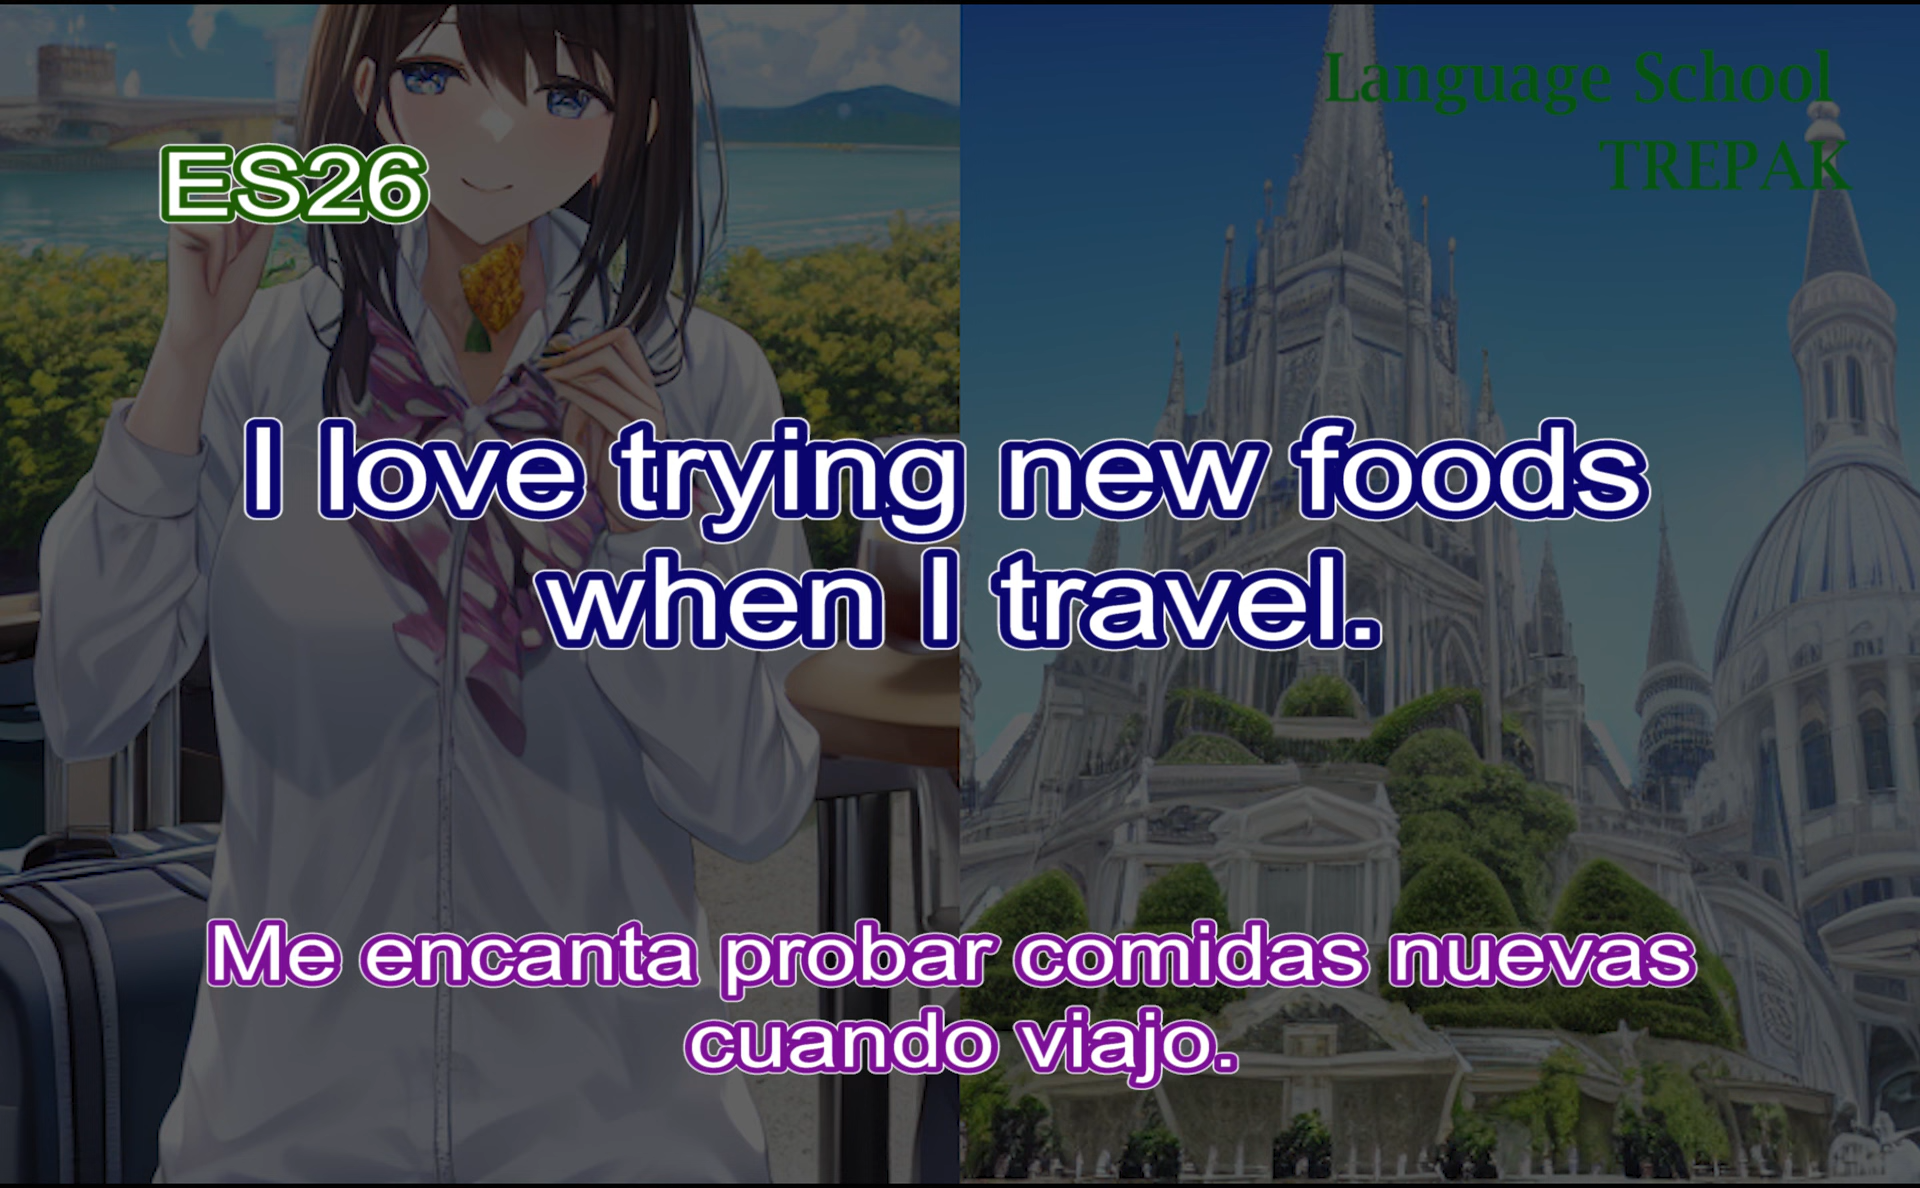 Language School
TREPAK
ES26
I love trying new foods
when I travel.
Me encanta probar comidas nuevas
cuando viajo.